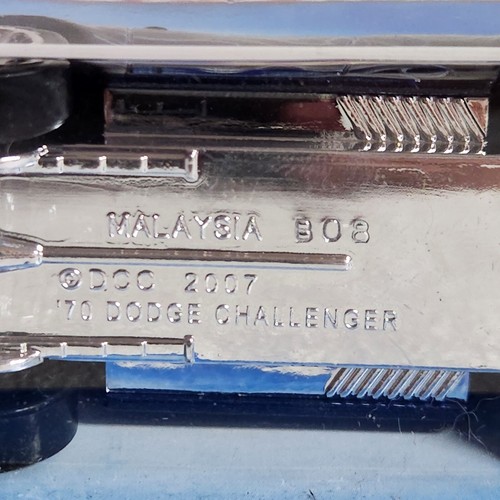 MALAYSIA B08
©DCC 2007
'70 DODGE CHALLENGER